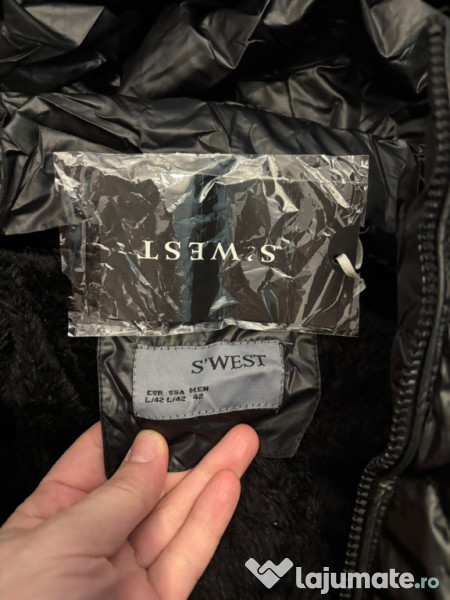 S'WEST
S'WEST
EUR USA MEN
L/42 L/42 42
lajumate.ro